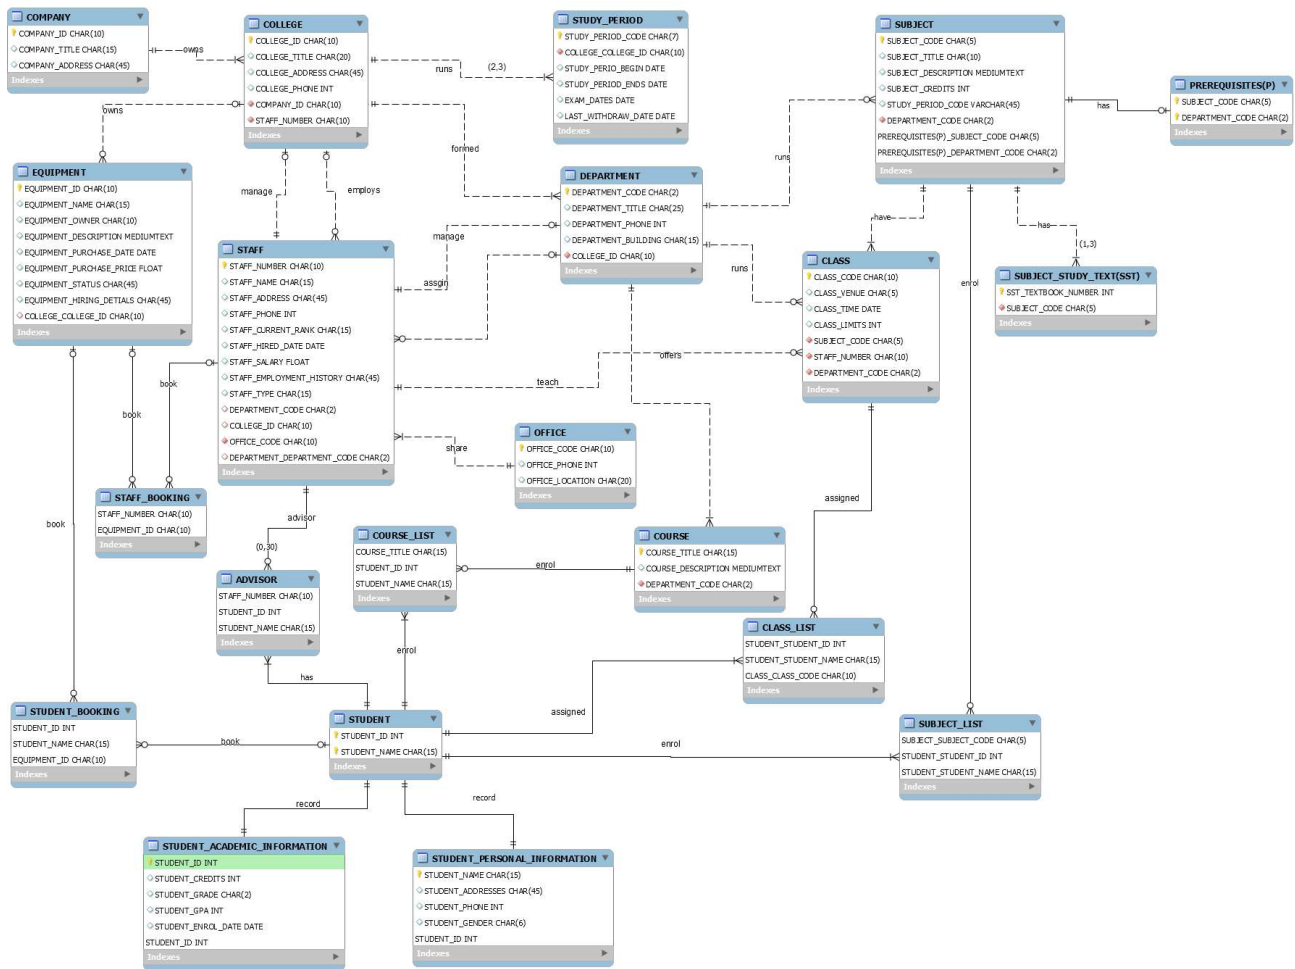 COMPANY
COMPANY_ID CHAR(10)
COMPANY_TITLE CHAR(15)
COMPANY_ADDRESS CHAR(45)
Indexes
owns
COLLEGE
COLLEGE_ID CHAR(10)
COLLEGE_TITLE CHAR(20)
COLLEGE_ADDRESS CHAR(45)
COLLEGE_PHONE INT
COMPANY_ID CHAR(10)
STAFF_NUMBER CHAR(10)
Indexes
runs
(2,3)
STUDY_PERIOD
STUDY_PERIOD_CODE CHAR(7)
COLLEGE_COLLEGE_ID CHAR(10)
STUDY_PERIO_BEGIN DATE
STUDY_PERIOD_ENDS DATE
EXAM_DATES DATE
LAST_WITHDRAW_DATE DATE
Indexes
SUBJECT
SUBJECT_CODE CHAR(5)
SUBJECT_TITLE CHAR(10)
SUBJECT_DESCRIPTION MEDIUMTEXT
SUBJECT_CREDITS INT
STUDY_PERIOD_CODE VARCHAR(45)
DEPARTMENT_CODE CHAR(2)
PREREQUISITES(P)_SUBJECT_CODE CHAR(5)
PREREQUISITES(P)_DEPARTMENT_CODE CHAR(2)
Indexes
has
PREREQUISITES(P)
SUBJECT_CODE CHAR(5)
DEPARTMENT_CODE CHAR(2)
Indexes
owns
formed
runs
EQUIPMENT
EQUIPMENT_ID CHAR(10)
EQUIPMENT_NAME CHAR(15)
EQUIPMENT_OWNER CHAR(10)
EQUIPMENT_DESCRIPTION MEDIUMTEXT
EQUIPMENT_PURCHASE_DATE DATE
EQUIPMENT_PURCHASE_PRICE FLOAT
EQUIPMENT_STATUS CHAR(45)
EQUIPMENT_HIRING_DETIALS CHAR(45)
COLLEGE_COLLEGE_ID CHAR(10)
Indexes
manage
employs
DEPARTMENT
DEPARTMENT_CODE CHAR(2)
DEPARTMENT_TITLE CHAR(25)
DEPARTMENT_PHONE INT
DEPARTMENT_BUILDING CHAR(15)
COLLEGE_ID CHAR(10)
Indexes
manage
assgin
runs
have
has
(1,3)
enrol
STAFF
STAFF_NUMBER CHAR(10)
STAFF_NAME CHAR(15)
STAFF_ADDRESS CHAR(45)
STAFF_PHONE INT
STAFF_CURRENT_RANK CHAR(15)
STAFF_HIRED_DATE DATE
STAFF_SALARY FLOAT
STAFF_EMPLOYMENT_HISTORY CHAR(45)
STAFF_TYPE CHAR(15)
DEPARTMENT_CODE CHAR(2)
COLLEGE_ID CHAR(10)
OFFICE_CODE CHAR(10)
DEPARTMENT_DEPARTMENT_CODE CHAR(2)
Indexes
CLASS
CLASS_CODE CHAR(10)
CLASS_VENUE CHAR(5)
CLASS_TIME DATE
CLASS_LIMITS INT
SUBJECT_CODE CHAR(5)
STAFF_NUMBER CHAR(10)
DEPARTMENT_CODE CHAR(2)
Indexes
SUBJECT_STUDY_TEXT(SST)
SST_TEXTBOOK_NUMBER INT
SUBJECT_CODE CHAR(5)
Indexes
offers
teach
book
book
share
OFFICE
OFFICE_CODE CHAR(10)
OFFICE_PHONE INT
OFFICE_LOCATION CHAR(20)
Indexes
STAFF_BOOKING
STAFF_NUMBER CHAR(10)
EQUIPMENT_ID CHAR(10)
Indexes
book
advisor
(0,30)
assigned
COURSE_LIST
COURSE_TITLE CHAR(15)
STUDENT_ID INT
STUDENT_NAME CHAR(15)
Indexes
enrol
COURSE
COURSE_TITLE CHAR(15)
COURSE_DESCRIPTION MEDIUMTEXT
DEPARTMENT_CODE CHAR(2)
Indexes
ADVISOR
STAFF_NUMBER CHAR(10)
STUDENT_ID INT
STUDENT_NAME CHAR(15)
Indexes
enrol
has
CLASS_LIST
STUDENT_STUDENT_ID INT
STUDENT_STUDENT_NAME CHAR(15)
CLASS_CLASS_CODE CHAR(10)
Indexes
assigned
STUDENT_BOOKING
STUDENT_ID INT
STUDENT_NAME CHAR(15)
EQUIPMENT_ID CHAR(10)
Indexes
book
STUDENT
STUDENT_ID INT
STUDENT_NAME CHAR(15)
Indexes
enrol
SUBJECT_LIST
SUBJECT_SUBJECT_CODE CHAR(5)
STUDENT_STUDENT_ID INT
STUDENT_STUDENT_NAME CHAR(15)
Indexes
record
record
STUDENT_ACADEMIC_INFORMATION
STUDENT_ID INT
STUDENT_CREDITS INT
STUDENT_GRADE CHAR(2)
STUDENT_GPA INT
STUDENT_ENROL_DATE DATE
STUDENT_ID INT
Indexes
STUDENT_PERSONAL_INFORMATION
STUDENT_NAME CHAR(15)
STUDENT_ADDRESSES CHAR(45)
STUDENT_PHONE INT
STUDENT_GENDER CHAR(6)
STUDENT_ID INT
Indexes